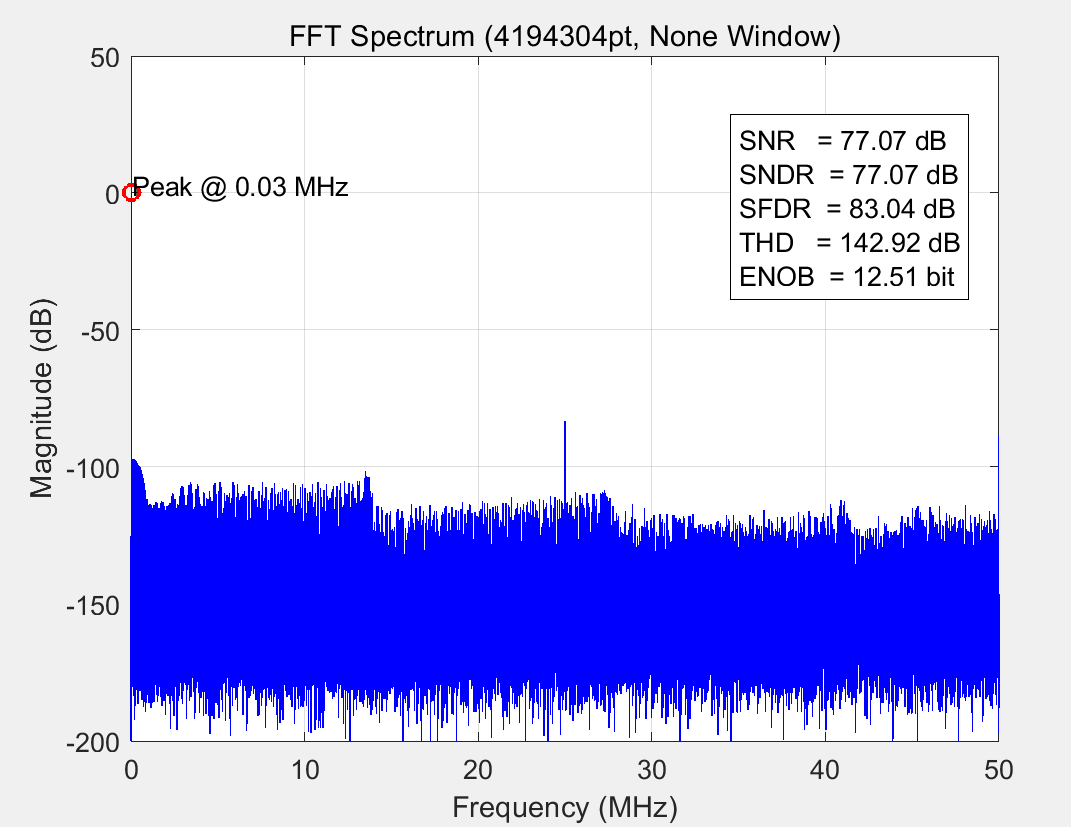 FFT Spectrum (4194304pt, None Window)
50
0
-50
-100
-150
-200
Magnitude (dB)
Peak @ 0.03 MHz
SNR = 77.07 dB
SNDR = 77.07 dB
SFDR = 83.04 dB
THD = 142.92 dB
ENOB = 12.51 bit
0 10 20 30 40 50
Frequency (MHz)